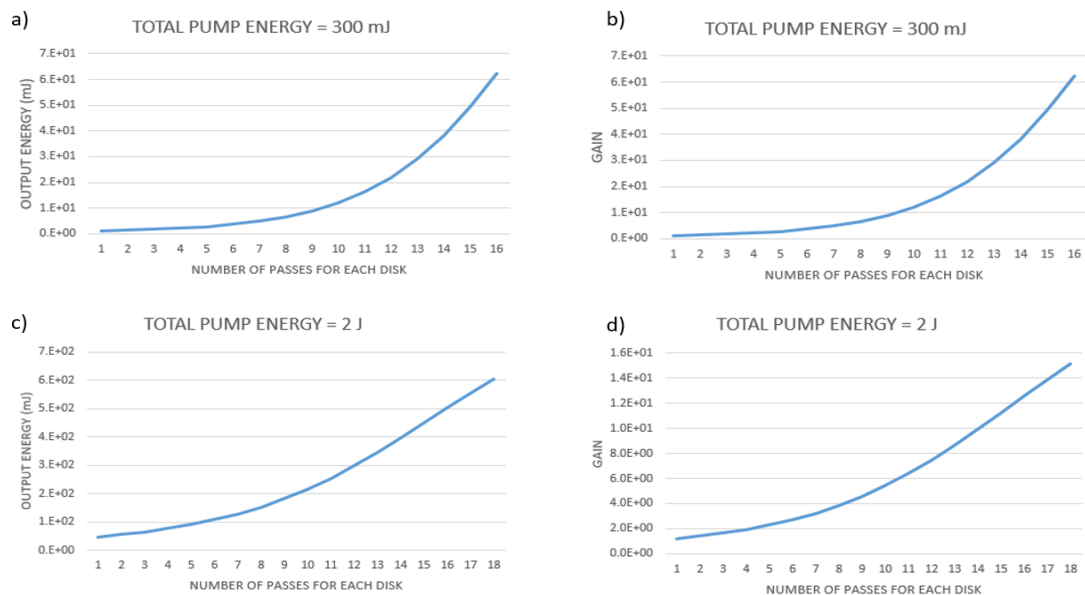 a)
TOTAL PUMP ENERGY = 300 mJ
OUTPUT ENERGY (mJ)
7.E+01
6.E+01
5.E+01
4.E+01
3.E+01
2.E+01
1.E+01
0.E+00
1 2 3 4 5 6 7 8 9 10 11 12 13 14 15 16
NUMBER OF PASSES FOR EACH DISK
b)
TOTAL PUMP ENERGY = 300 mJ
GAIN
7.E+01
6.E+01
5.E+01
4.E+01
3.E+01
2.E+01
1.E+01
0.E+00
1 2 3 4 5 6 7 8 9 10 11 12 13 14 15 16
NUMBER OF PASSES FOR EACH DISK
c)
TOTAL PUMP ENERGY = 2 J
OUTPUT ENERGY (mJ)
7.E+02
6.E+02
5.E+02
4.E+02
3.E+02
2.E+02
1.E+02
0.E+00
1 2 3 4 5 6 7 8 9 10 11 12 13 14 15 16 17 18
NUMBER OF PASSES FOR EACH DISK
d)
TOTAL PUMP ENERGY = 2 J
GAIN
1.6E+01
1.4E+01
1.2E+01
1.0E+01
8.0E+00
6.0E+00
4.0E+00
2.0E+00
0.0E+00
1 2 3 4 5 6 7 8 9 10 11 12 13 14 15 16 17 18
NUMBER OF PASSES FOR EACH DISK